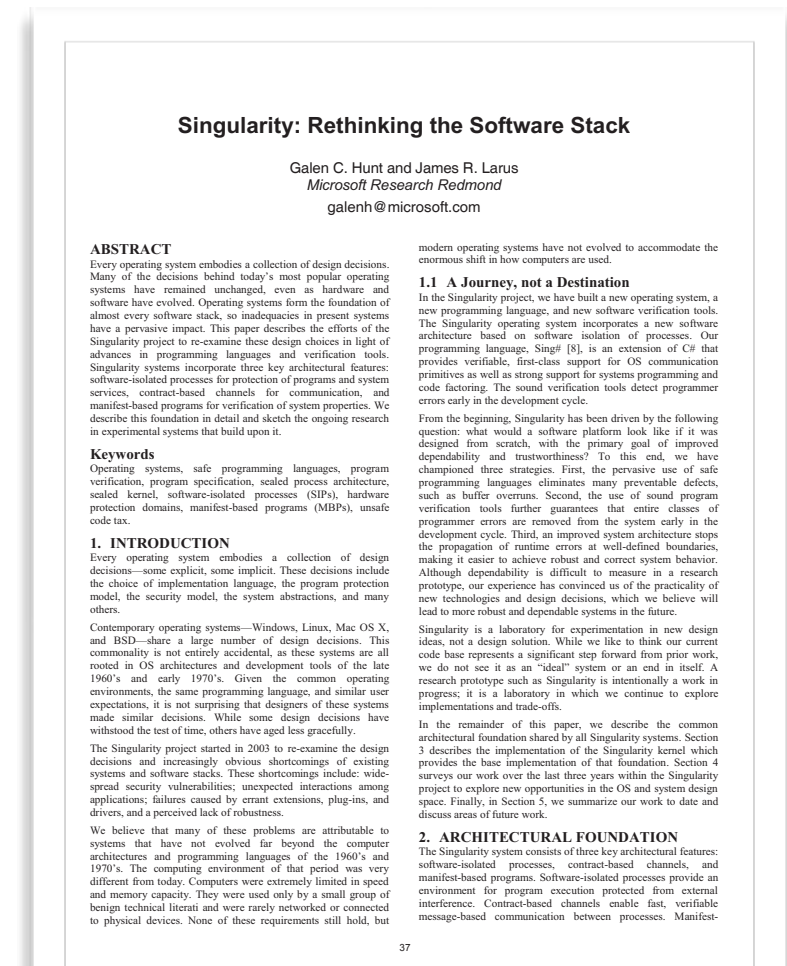 Singularity: Rethinking the Software Stack
Galen C. Hunt and James R. Larus
Microsoft Research Redmond
galenh@microsoft.com
ABSTRACT
Every operating system embodies a collection of design decisions.
Many of the decisions behind today's most popular operating
systems have remained unchanged, even as hardware and
software have evolved. Operating systems form the foundation of
almost every software stack, so inadequacies in present systems
have a pervasive impact. This paper describes the efforts of the
Singularity project to re-examine these design choices in light of
advances in programming languages and verification tools.
Singularity systems incorporate three key architectural features:
software-isolated processes for protection of programs and system
services, contract-based channels for communication, and
manifest-based programs for verification of system properties. We
describe this foundation in detail and sketch the ongoing research
in experimental systems that build upon it.
Keywords
Operating systems, safe programming languages, program
verification, program specification, sealed process architecture,
sealed kernel, software-isolated processes (SIPs), hardware
protection domains, manifest-based programs (MBPs), unsafe
code tax.
1. INTRODUCTION
Every operating system embodies a collection of design
decisions—some explicit, some implicit. These decisions include
the choice of implementation language, the program protection
model, the security model, the system abstractions, and many
others.
Contemporary operating systems—Windows, Linux, Mac OS X,
and BSD—share a large number of design decisions. This
commonality is not entirely accidental, as these systems are all
rooted in OS architectures and development tools of the late
1960's and early 1970's. Given the common operating
environments, the same programming language, and similar user
expectations, it is not surprising that designers of these systems
made similar decisions. While some design decisions have
withstood the test of time, others have aged less gracefully.
The Singularity project started in 2003 to re-examine the design
decisions and increasingly obvious shortcomings of existing
systems and software stacks. These shortcomings include: wide-
spread security vulnerabilities; unexpected interactions among
applications; failures caused by errant extensions, plug-ins, and
drivers, and a perceived lack of robustness.
We believe that many of these problems are attributable to
systems that have not evolved far beyond the computer
architectures and programming languages of the 1960's and
1970's. The computing environment of that period was very
different from today. Computers were extremely limited in speed
and memory capacity. They were used only by a small group of
benign technical literati and were rarely networked or connected
to physical devices. None of these requirements still hold, but
modern operating systems have not evolved to accommodate the
enormous shift in how computers are used.
1.1 A Journey, not a Destination
In the Singularity project, we have built a new operating system, a
new programming language, and new software verification tools.
The Singularity operating system incorporates a new software
architecture based on software isolation of processes. Our
programming language, Sing# [8], is an extension of C# that
provides verifiable, first-class support for OS communication
primitives as well as strong support for systems programming and
code factoring. The sound verification tools detect programmer
errors early in the development cycle.
From the beginning, Singularity has been driven by the following
question: what would a software platform look like if it was
designed from scratch, with the primary goal of improved
dependability and trustworthiness? To this end, we have
championed three strategies. First, the pervasive use of safe
programming languages eliminates many preventable defects,
such as buffer overruns. Second, the use of sound program
verification tools further guarantees that entire classes of
programmer errors are removed from the system early in the
development cycle. Third, an improved system architecture stops
the propagation of runtime errors at well-defined boundaries,
making it easier to achieve robust and correct system behavior.
Although dependability is difficult to measure in a research
prototype, our experience has convinced us of the practicality of
new technologies and design decisions, which we believe will
lead to more robust and dependable systems in the future.
Singularity is a laboratory for experimentation in new design
ideas, not a design solution. While we like to think our current
code base represents a significant step forward from prior work,
we do not see it as an "ideal" system or an end in itself. A
research prototype such as Singularity is intentionally a work in
progress; it is a laboratory in which we continue to explore
implementations and trade-offs.
In the remainder of this paper, we describe the common
architectural foundation shared by all Singularity systems. Section
3 describes the implementation of the Singularity kernel which
provides the base implementation of that foundation. Section 4
surveys our work over the last three years within the Singularity
project to explore new opportunities in the OS and system design
space. Finally, in Section 5, we summarize our work to date and
discuss areas of future work.
2. ARCHITECTURAL FOUNDATION
The Singularity system consists of three key architectural features:
software-isolated processes, contract-based channels, and
manifest-based programs. Software-isolated processes provide an
environment for program execution protected from external
interference. Contract-based channels enable fast, verifiable
message-based communication between processes. Manifest-
37